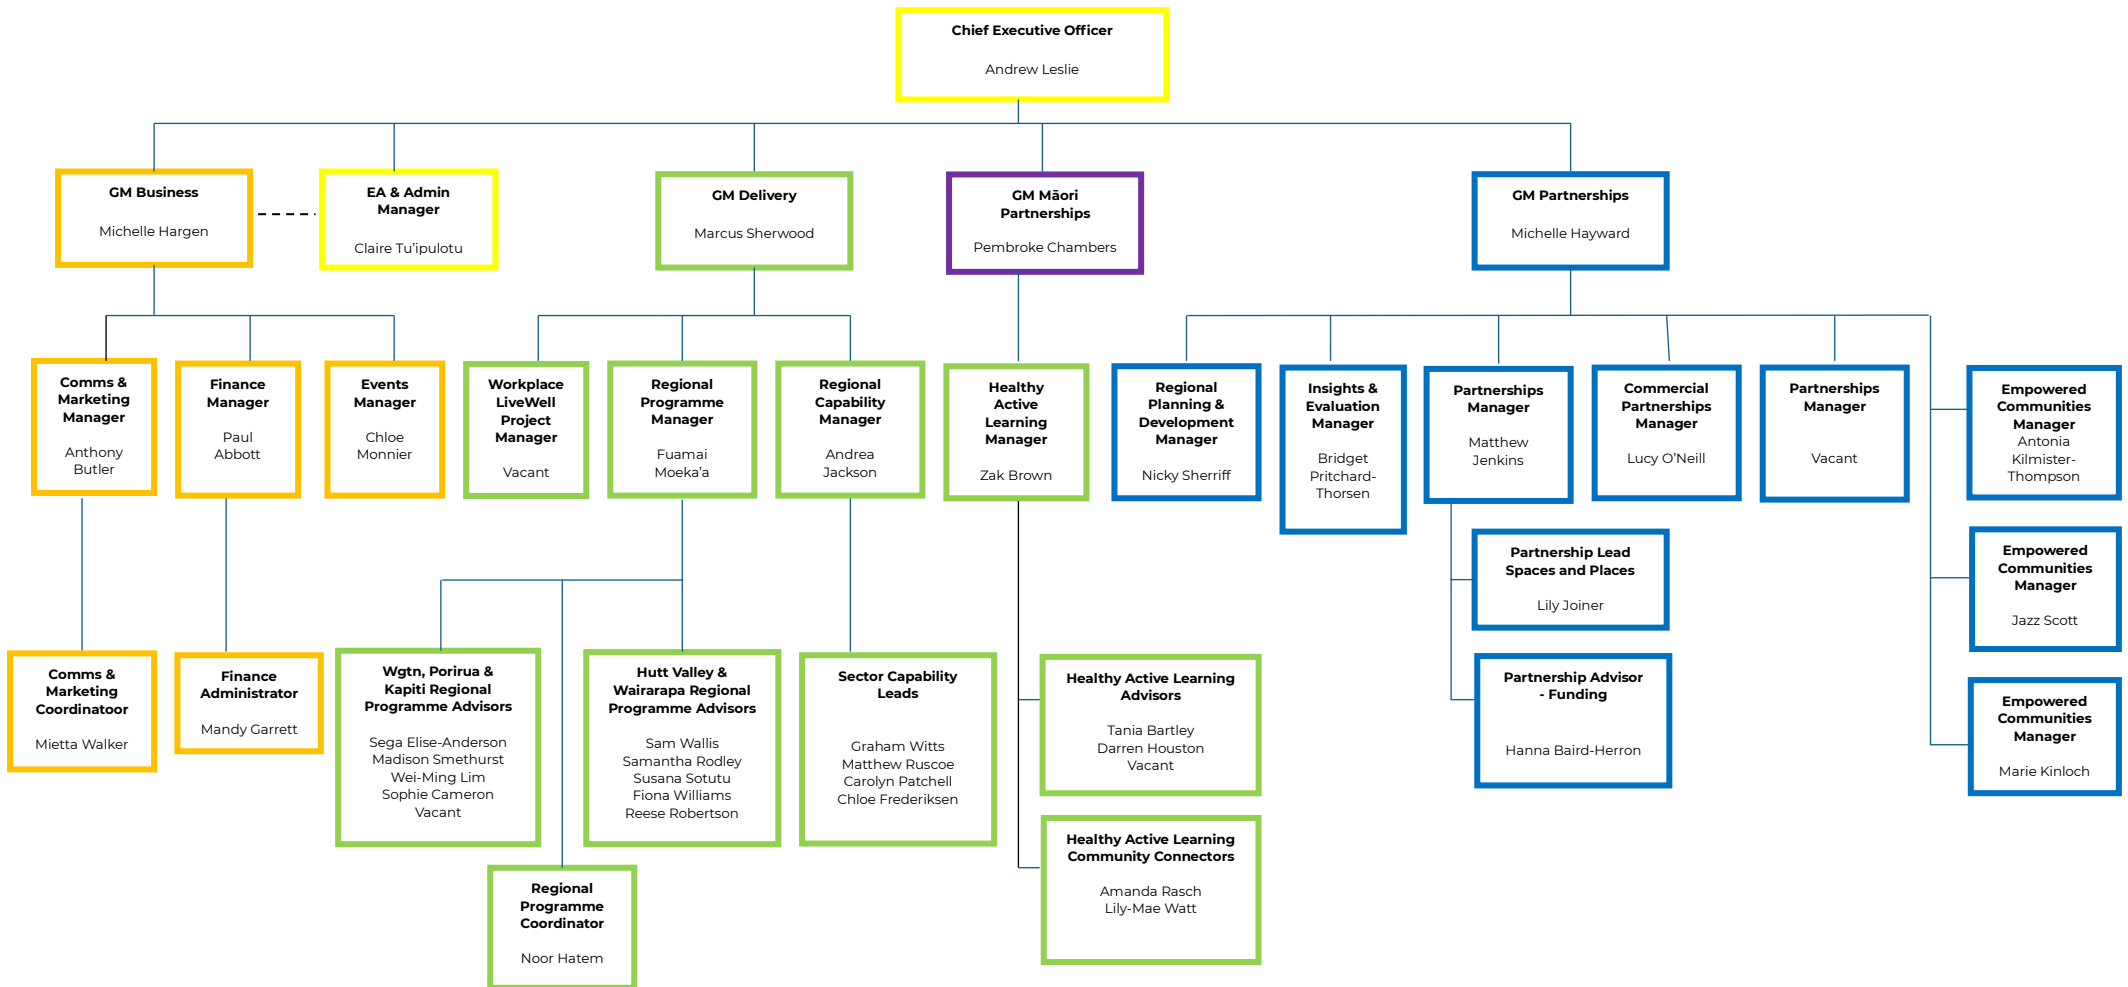 Chief Executive Officer
Andrew Leslie
GM Business
Michelle Hargen
EA & Admin
Manager
Claire Tu'ipulotu
GM Delivery
Marcus Sherwood
GM Māori
Partnerships
Pembroke Chambers
GM Partnerships
Michelle Hayward
Comms &
Marketing
Manager
Anthony
Butler
Finance
Manager
Paul
Abbott
Events
Manager
Chloe
Monnier
Workplace
LiveWell
Project
Manager
Vacant
Regional
Programme
Manager
Fuamai
Moeka'a
Regional
Capability
Manager
Andrea
Jackson
Healthy
Active
Learning
Manager
Zak Brown
Regional
Planning &
Development
Manager
Nicky Sherriff
Insights &
Evaluation
Manager
Bridget
Pritchard-
Thorsen
Partnerships
Manager
Matthew
Jenkins
Commercial
Partnerships
Manager
Lucy O'Neill
Partnerships
Manager
Vacant
Empowered
Communities
Manager
Antonia
Kilmister-
Thompson
Partnership Lead
Spaces and Places
Lily Joiner
Empowered
Communities
Manager
Jazz Scott
Comms &
Marketing
Coordinatoor
Mietta Walker
Finance
Administrator
Mandy Garrett
Wgtn, Porirua &
Kapiti Regional
Programme Advisors
Sega Elise-Anderson
Madison Smethurst
Wei-Ming Lim
Sophie Cameron
Vacant
Hutt Valley &
Wairarapa Regional
Programme Advisors
Sam Wallis
Samantha Rodley
Susana Sotutu
Fiona Williams
Reese Robertson
Sector Capability
Leads
Graham Witts
Matthew Ruscoe
Carolyn Patchell
Chloe Frederiksen
Healthy Active Learning
Advisors
Tania Bartley
Darren Houston
Vacant
Partnership Advisor
- Funding
Hanna Baird-Herron
Empowered
Communities
Manager
Marie Kinloch
Healthy Active Learning
Community Connectors
Amanda Rasch
Lily-Mae Watt
Regional
Programme
Coordinator
Noor Hatem